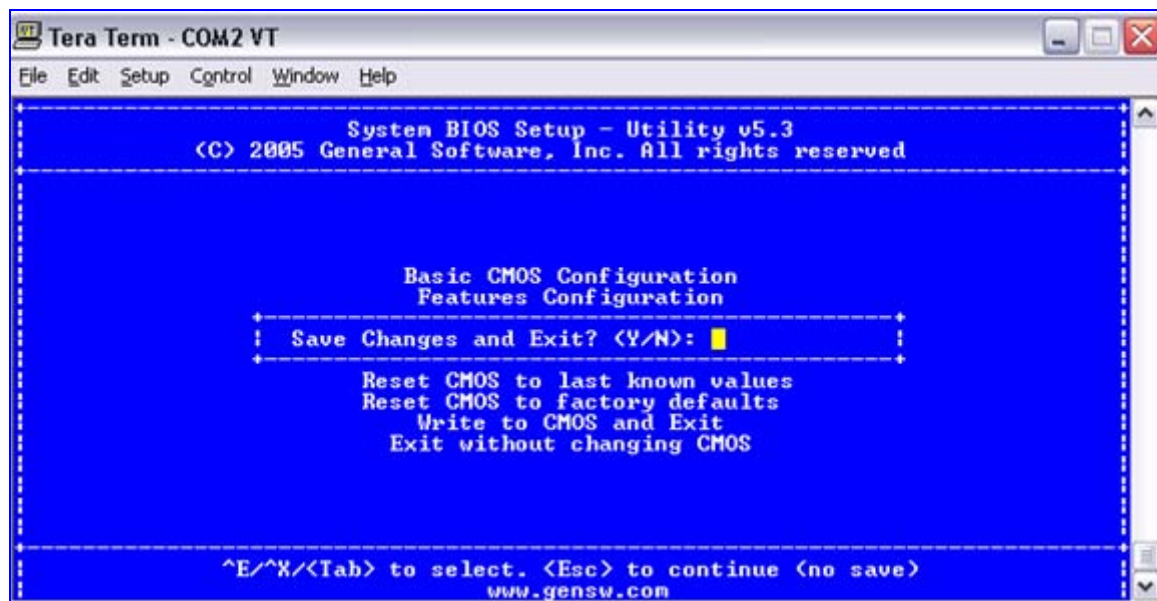 Tera Term - COM2 VT
File Edit Setup Control Window Help
System BIOS Setup - Utility v5.3
(C) 2005 General Software, Inc. All rights reserved
Basic CMOS Configuration
Features Configuration
Save Changes and Exit? (Y/N):
Reset CMOS to last known values
Reset CMOS to factory defaults
Write to CMOS and Exit
Exit without changing CMOS
^E/^X/<Tab> to select. <Esc> to continue (no save)
www.gensw.com